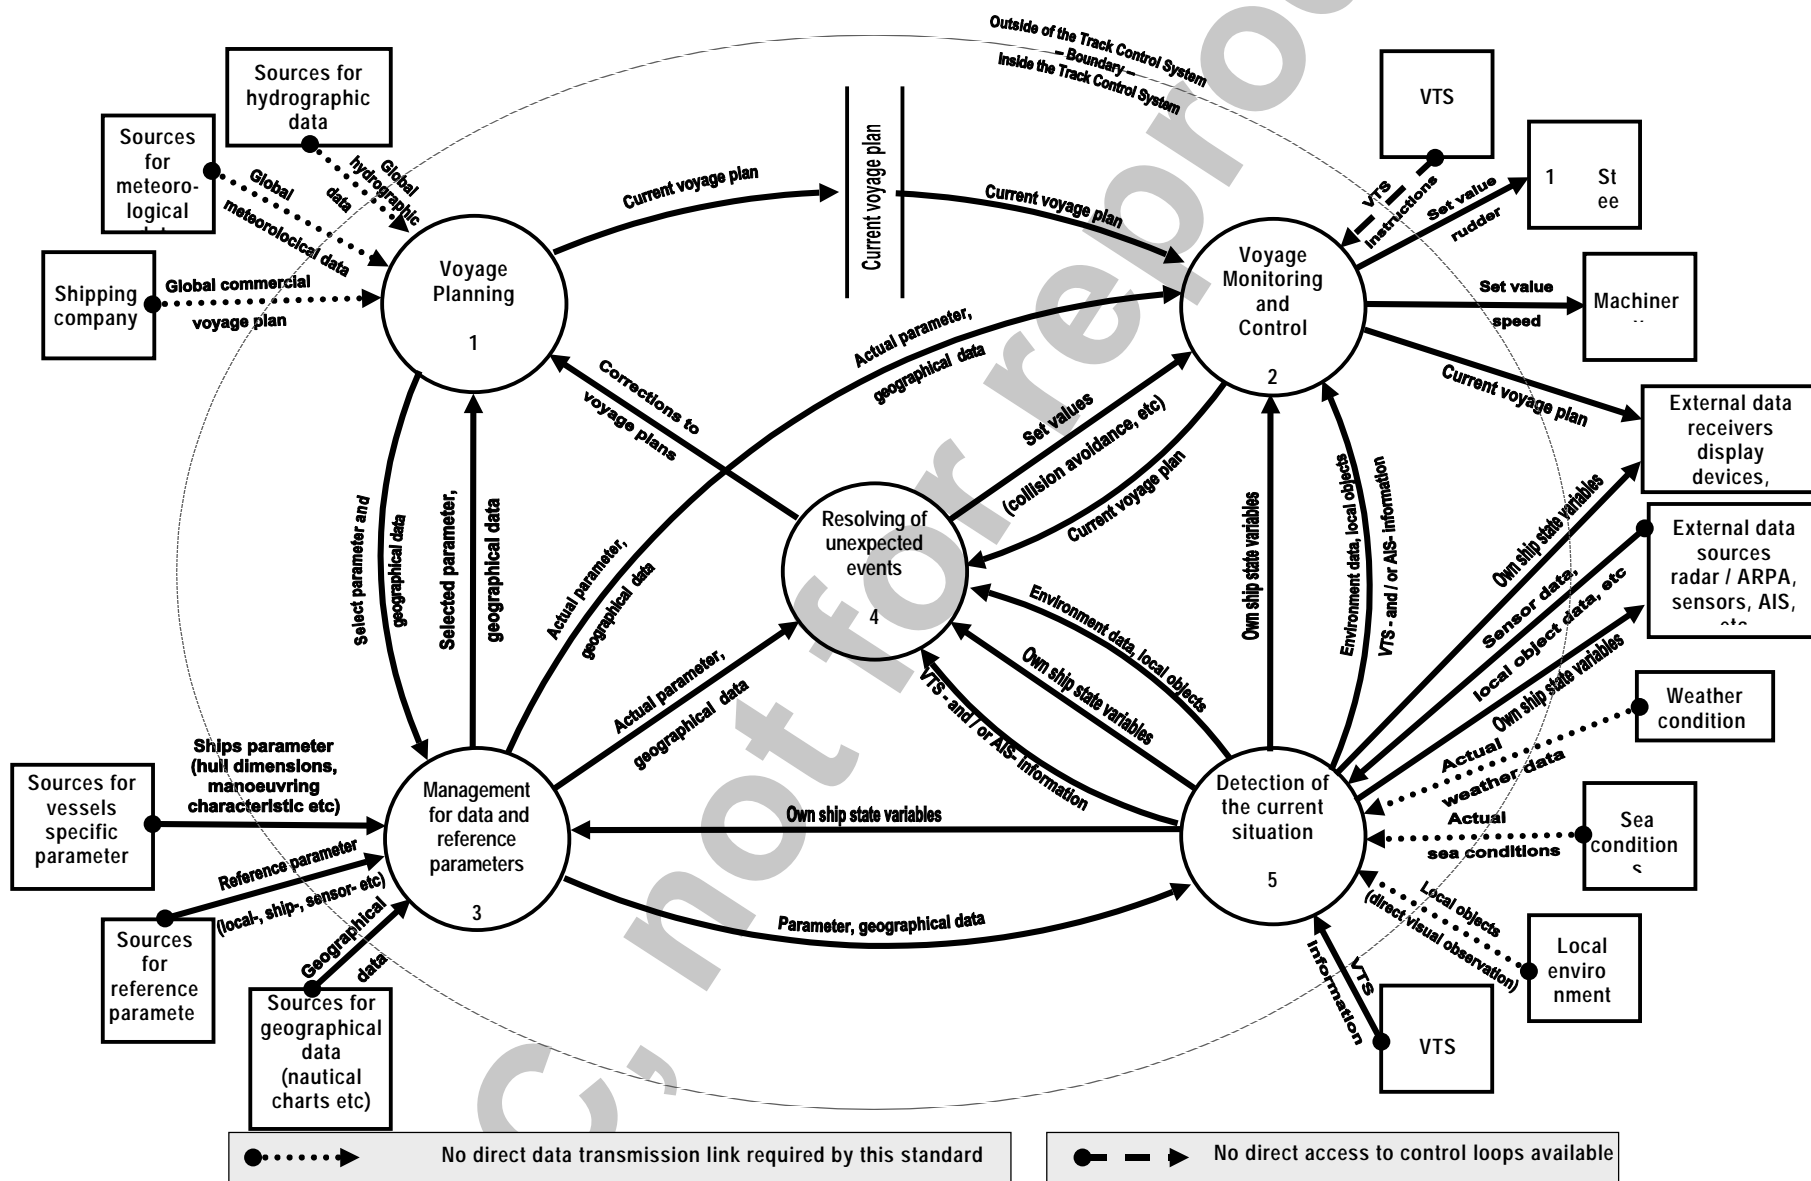 Outside of the Track Control System
– Boundary –
Inside the Track Control System
Sources for
hydrographic
data
Sources
for
meteoro-
logical
Shipping
company
Global
hydrographic
data
Global
meteorolocical data
Global commercial
voyage plan
Voyage
Planning
1
Current voyage plan
Current voyage plan
Current voyage plan
VTS
VTS
instructions
1 St
ee
Set value
rudder
Voyage
Monitoring
and
Control
2
Set value
speed
Machiner
Current voyage plan
External data
receivers
display
devices,
External data
sources
radar / ARPA,
sensors, AIS,
Corrections to
voyage plans
Actual parameter,
geographical data
Set values
(collision avoidance, etc)
Current voyage plan
Select parameter and
geographical data
Selected parameter,
geographical data
Actual parameter,
geographical data
Resolving of
unexpected
events
4
Own ship state variables
Environment data, local objects
VTS - and / or AIS- information
Own ship state variables
Sensor data,
local object data, etc
Own ship state variables
Environment data, local objects
Own ship state variables
VTS - and / or AIS- information
Actual parameter,
geographical data
Weather
condition
Actual
weather data
Ships parameter
(hull dimensions,
manoeuvring
characteristic etc)
Sources for
vessels
specific
parameter
Management
for data and
reference
parameters
3
Own ship state variables
Detection of
the current
situation
5
Actual
sea conditions
Sea
condition
s
Reference parameter
(local-, ship-, sensor- etc)
Sources
for
reference
paramete
Geographical
data
Sources for
geographical
data
(nautical
charts etc)
Parameter, geographical data
Local objects
(direct visual observation)
Local
enviro
nment
VTS
information
VTS
No direct data transmission link required by this standard
No direct access to control loops available
C, not for repro